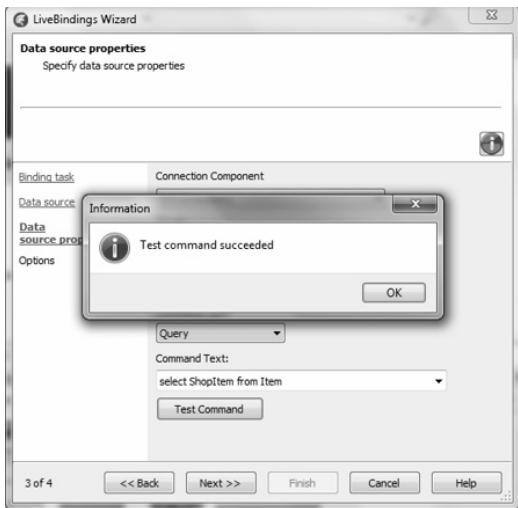 LiveBindings Wizard
Data source properties
Specify data source properties
Binding task
Connection Component
Data source
Information
Data
source prop
Test command succeeded
Options
OK
Query
Command Text:
select ShopItem from Item
Test Command
3 of 4
<< Back
Next >>
Finish
Cancel
Help